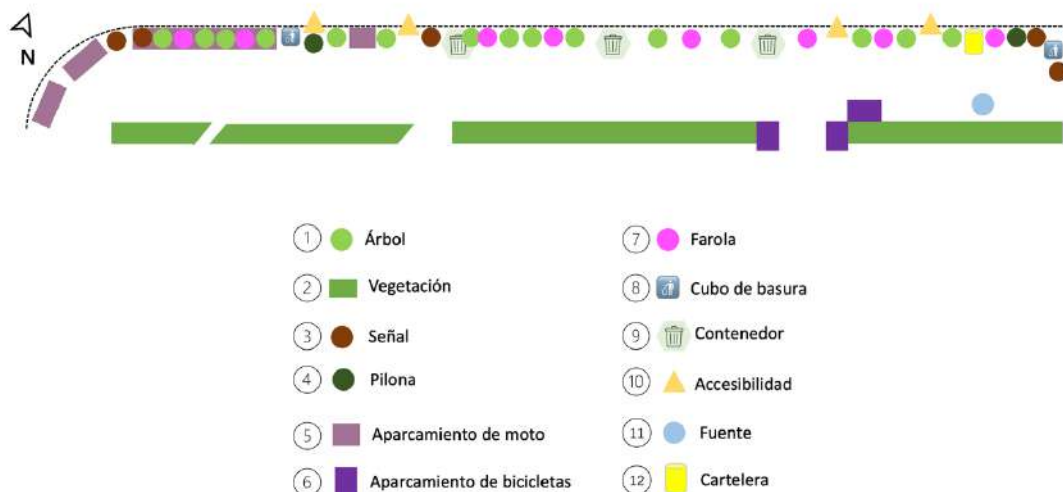 N
1 Árbol
2 Vegetación
3 Señal
4 Pilona
5 Aparcamiento de moto
6 Aparcamiento de bicicletas
7 Farola
8 Cubo de basura
9 Contenedor
10 Accesibilidad
11 Fuente
12 Cartelera